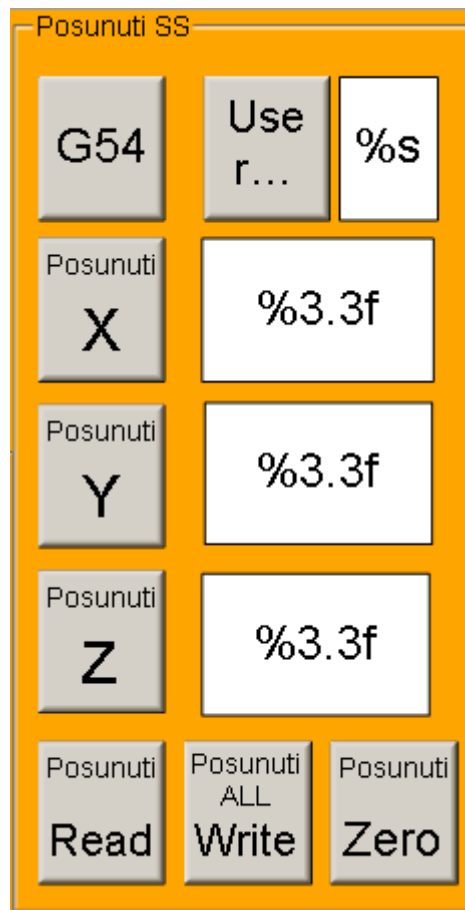 Posunuti SS
G54
Use
r...
%s
Posunuti
X
%3.3f
Posunuti
Y
%3.3f
Posunuti
Z
%3.3f
Posunuti
Read
Posunuti
ALL
Write
Posunuti
Zero